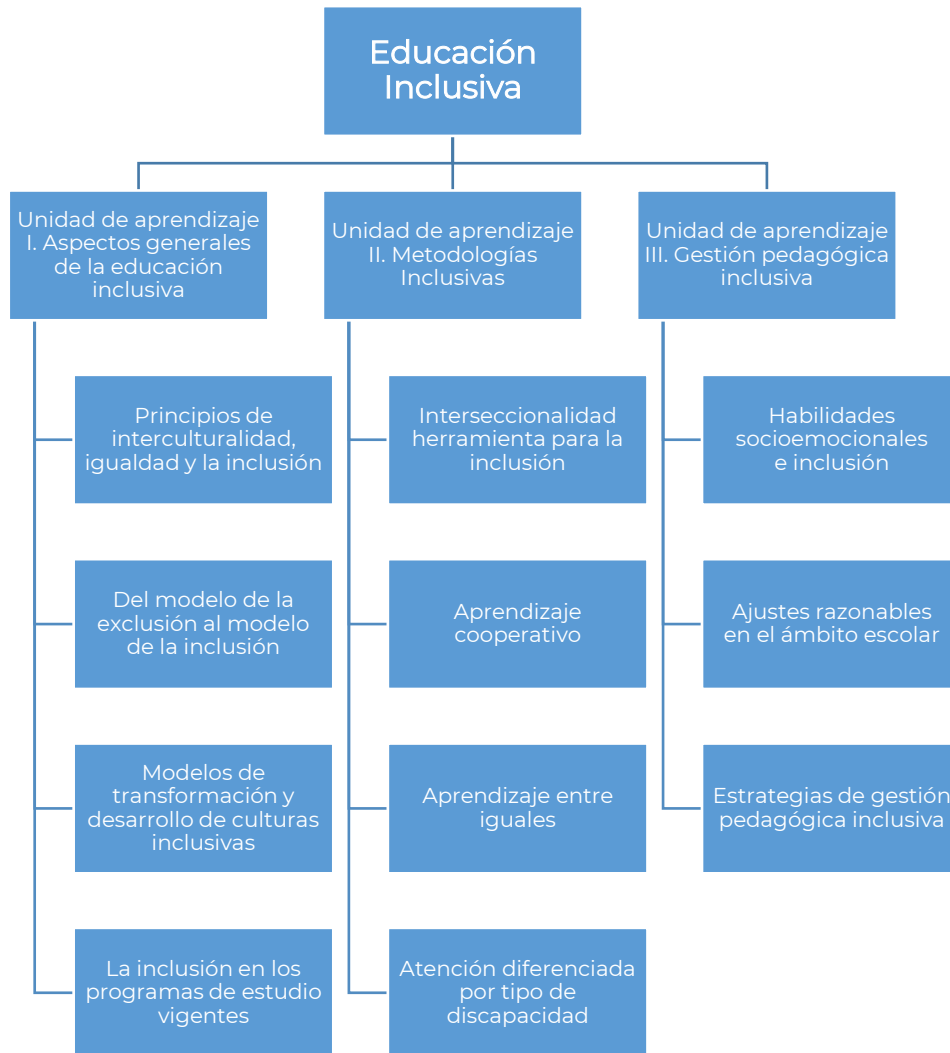 Educación
Inclusiva
Unidad de aprendizaje
I. Aspectos generales
de la educación
inclusiva
Principios de
interculturalidad,
igualdad y la inclusión
Del modelo de la
exclusión al modelo
de la inclusión
Modelos de
transformación y
desarrollo de culturas
inclusivas
La inclusión en los
programas de estudio
vigentes
Unidad de aprendizaje
II. Metodologías
Inclusivas
Interseccionalidad
herramienta para la
inclusión
Aprendizaje
cooperativo
Aprendizaje entre
iguales
Atención diferenciada
por tipo de
discapacidad
Unidad de aprendizaje
III. Gestión pedagógica
inclusiva
Habilidades
socioemocionales
e inclusión
Ajustes razonables
en el ámbito escolar
Estrategias de gestión
pedagógica inclusiva